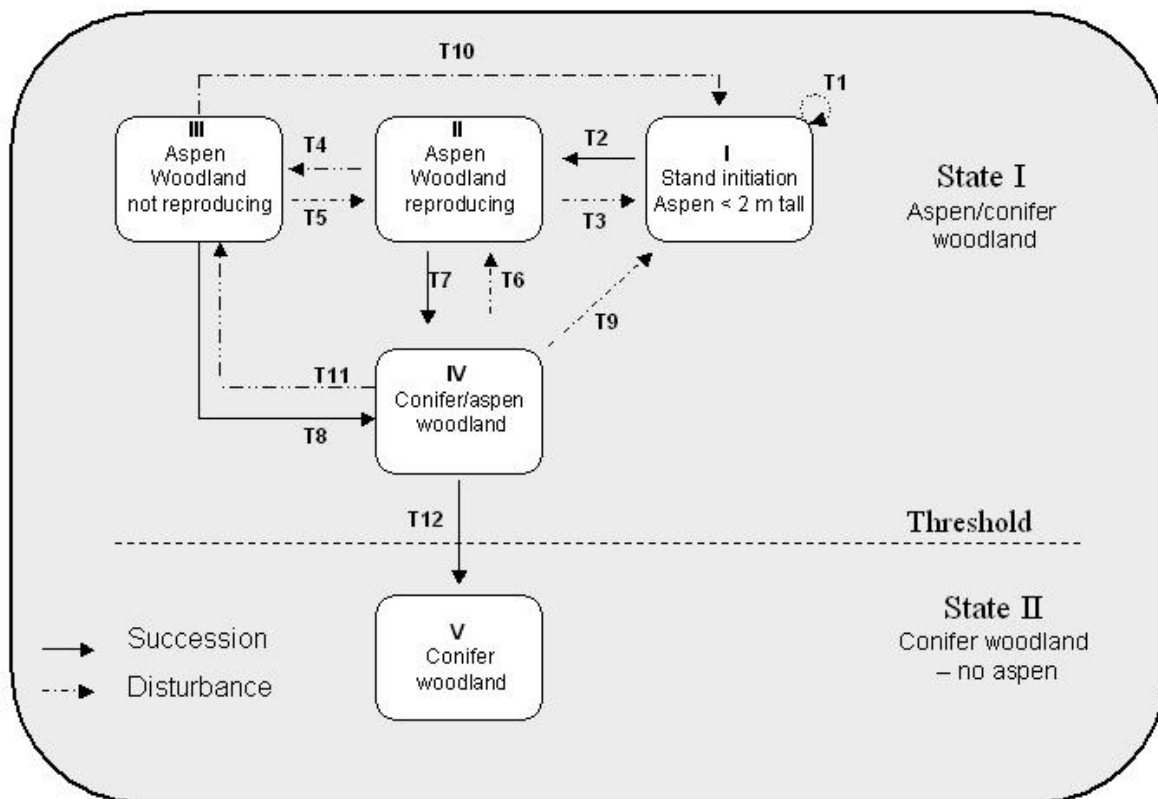 T10
T1
III
Aspen
Woodland
not reproducing
T4
T5
II
Aspen
Woodland
reproducing
T2
T3
I
Stand initiation
Aspen < 2 m tall
State I
Aspen/conifer
woodland
T7
T6
T9
T11
T8
IV
Conifer/aspen
woodland
T12
Threshold
V
Conifer
woodland
State II
Conifer woodland
– no aspen
Succession
Disturbance